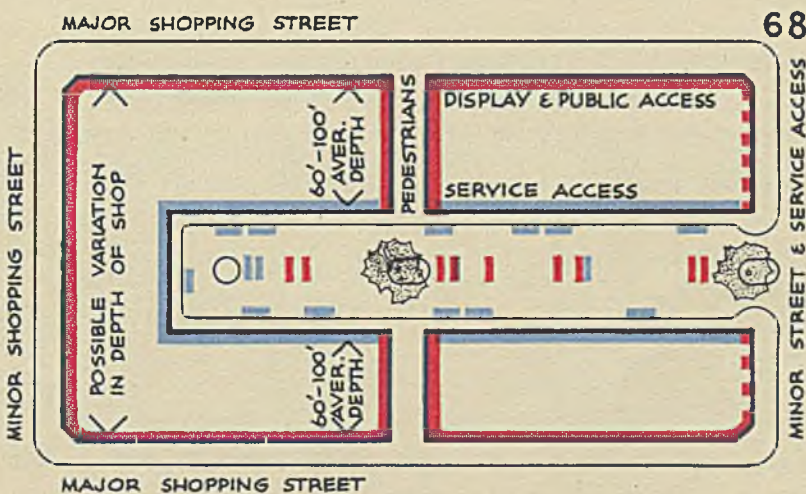 MAJOR SHOPPING STREET
68
MINOR SHOPPING STREET
POSSIBLE VARIATION
IN DEPTH OF SHOP
60'-100'
AVER.
DEPTH
PEDESTRIANS
DISPLAY & PUBLIC ACCESS
SERVICE ACCESS
60'-100'
AVER.
DEPTH
MINOR STREET & SERVICE ACCESS
MAJOR SHOPPING STREET